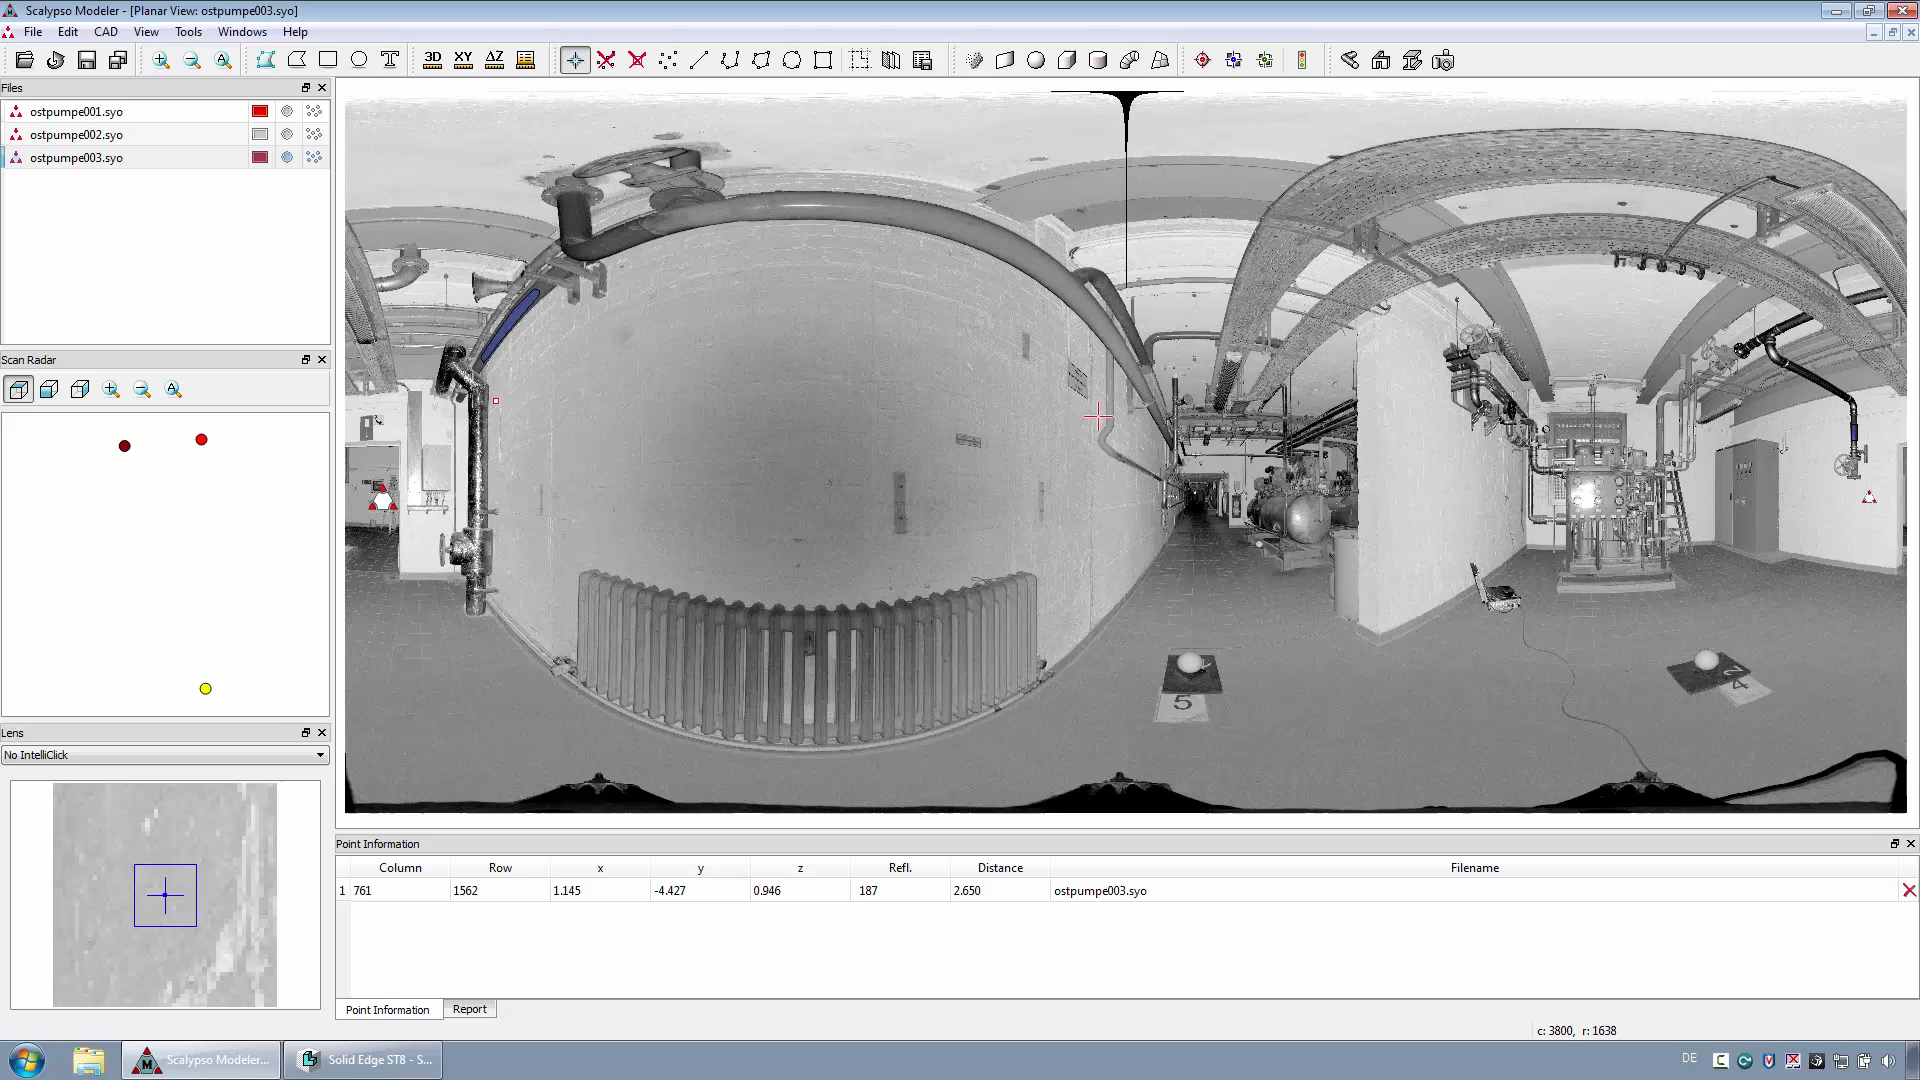 Scalypso Modeler - [Planar View: ostpumpe003.syo]
File Edit CAD View Tools Windows Help
3D XY ΔZ
Files
ostpumpe001.syo
ostpumpe002.syo
ostpumpe003.syo
Scan Radar
Lens
No IntelliClick
5
2
4
Point Information
Column Row x y z Refl. Distance Filename
1 761 1562 1.145 -4.427 0.946 187 2.650 ostpumpe003.syo
Point Information Report
c: 3800, r: 1638
Scalypso Modeler... Solid Edge ST8 - S... DE